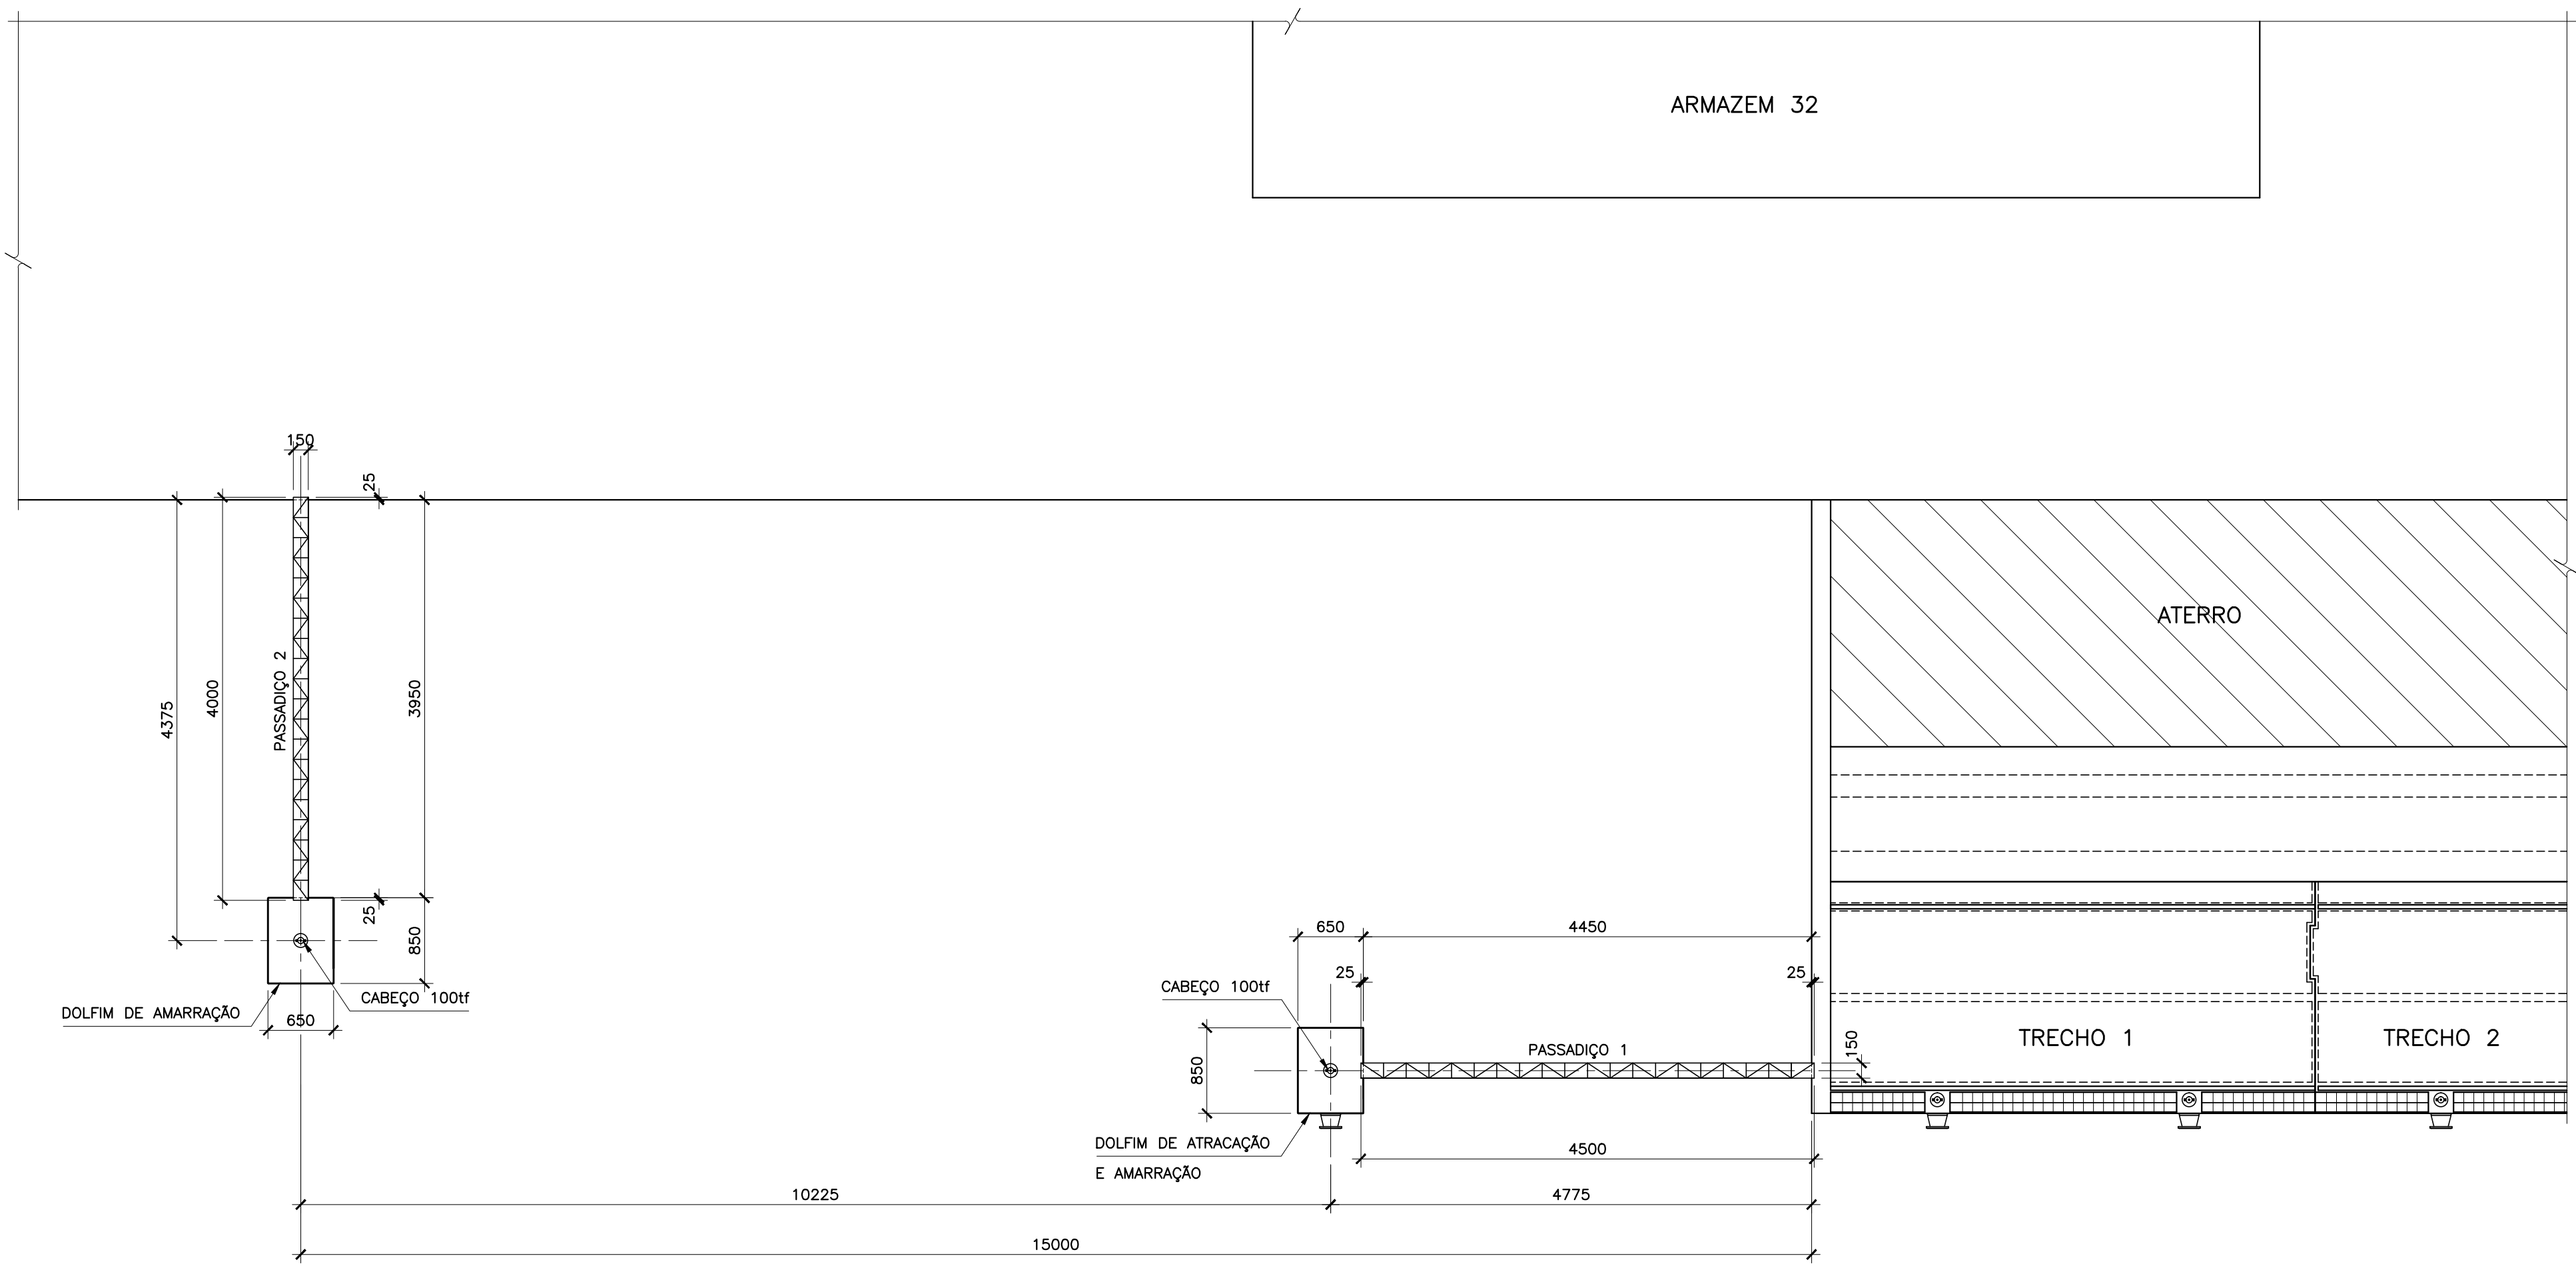 ARMAZEM 32
150
25
4375
4000
PASSADIÇO 2
3950
ATERRO
25
850
CABEÇO 100tf
DOLFIM DE AMARRAÇÃO
650
650
4450
25
25
CABEÇO 100tf
850
PASSADIÇO 1
150
TRECHO 1
TRECHO 2
DOLFIM DE ATRACAÇÃO
E AMARRAÇÃO
4500
10225
4775
15000